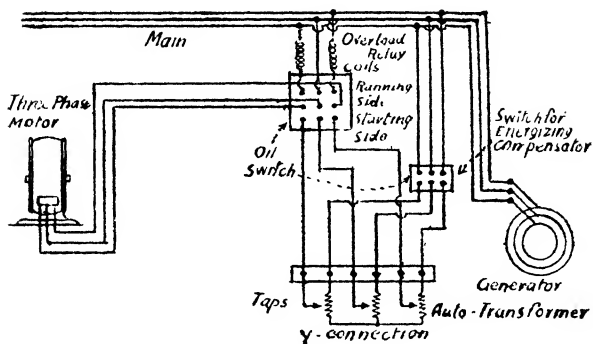 Main
Overload
Relay
Coils
Three Phase
Motor
Running
Side
Starting
Side
Oil
Switch
Switch for
Energizing
Compensator
Generator
Taps
Auto-Transformer
Y-connection